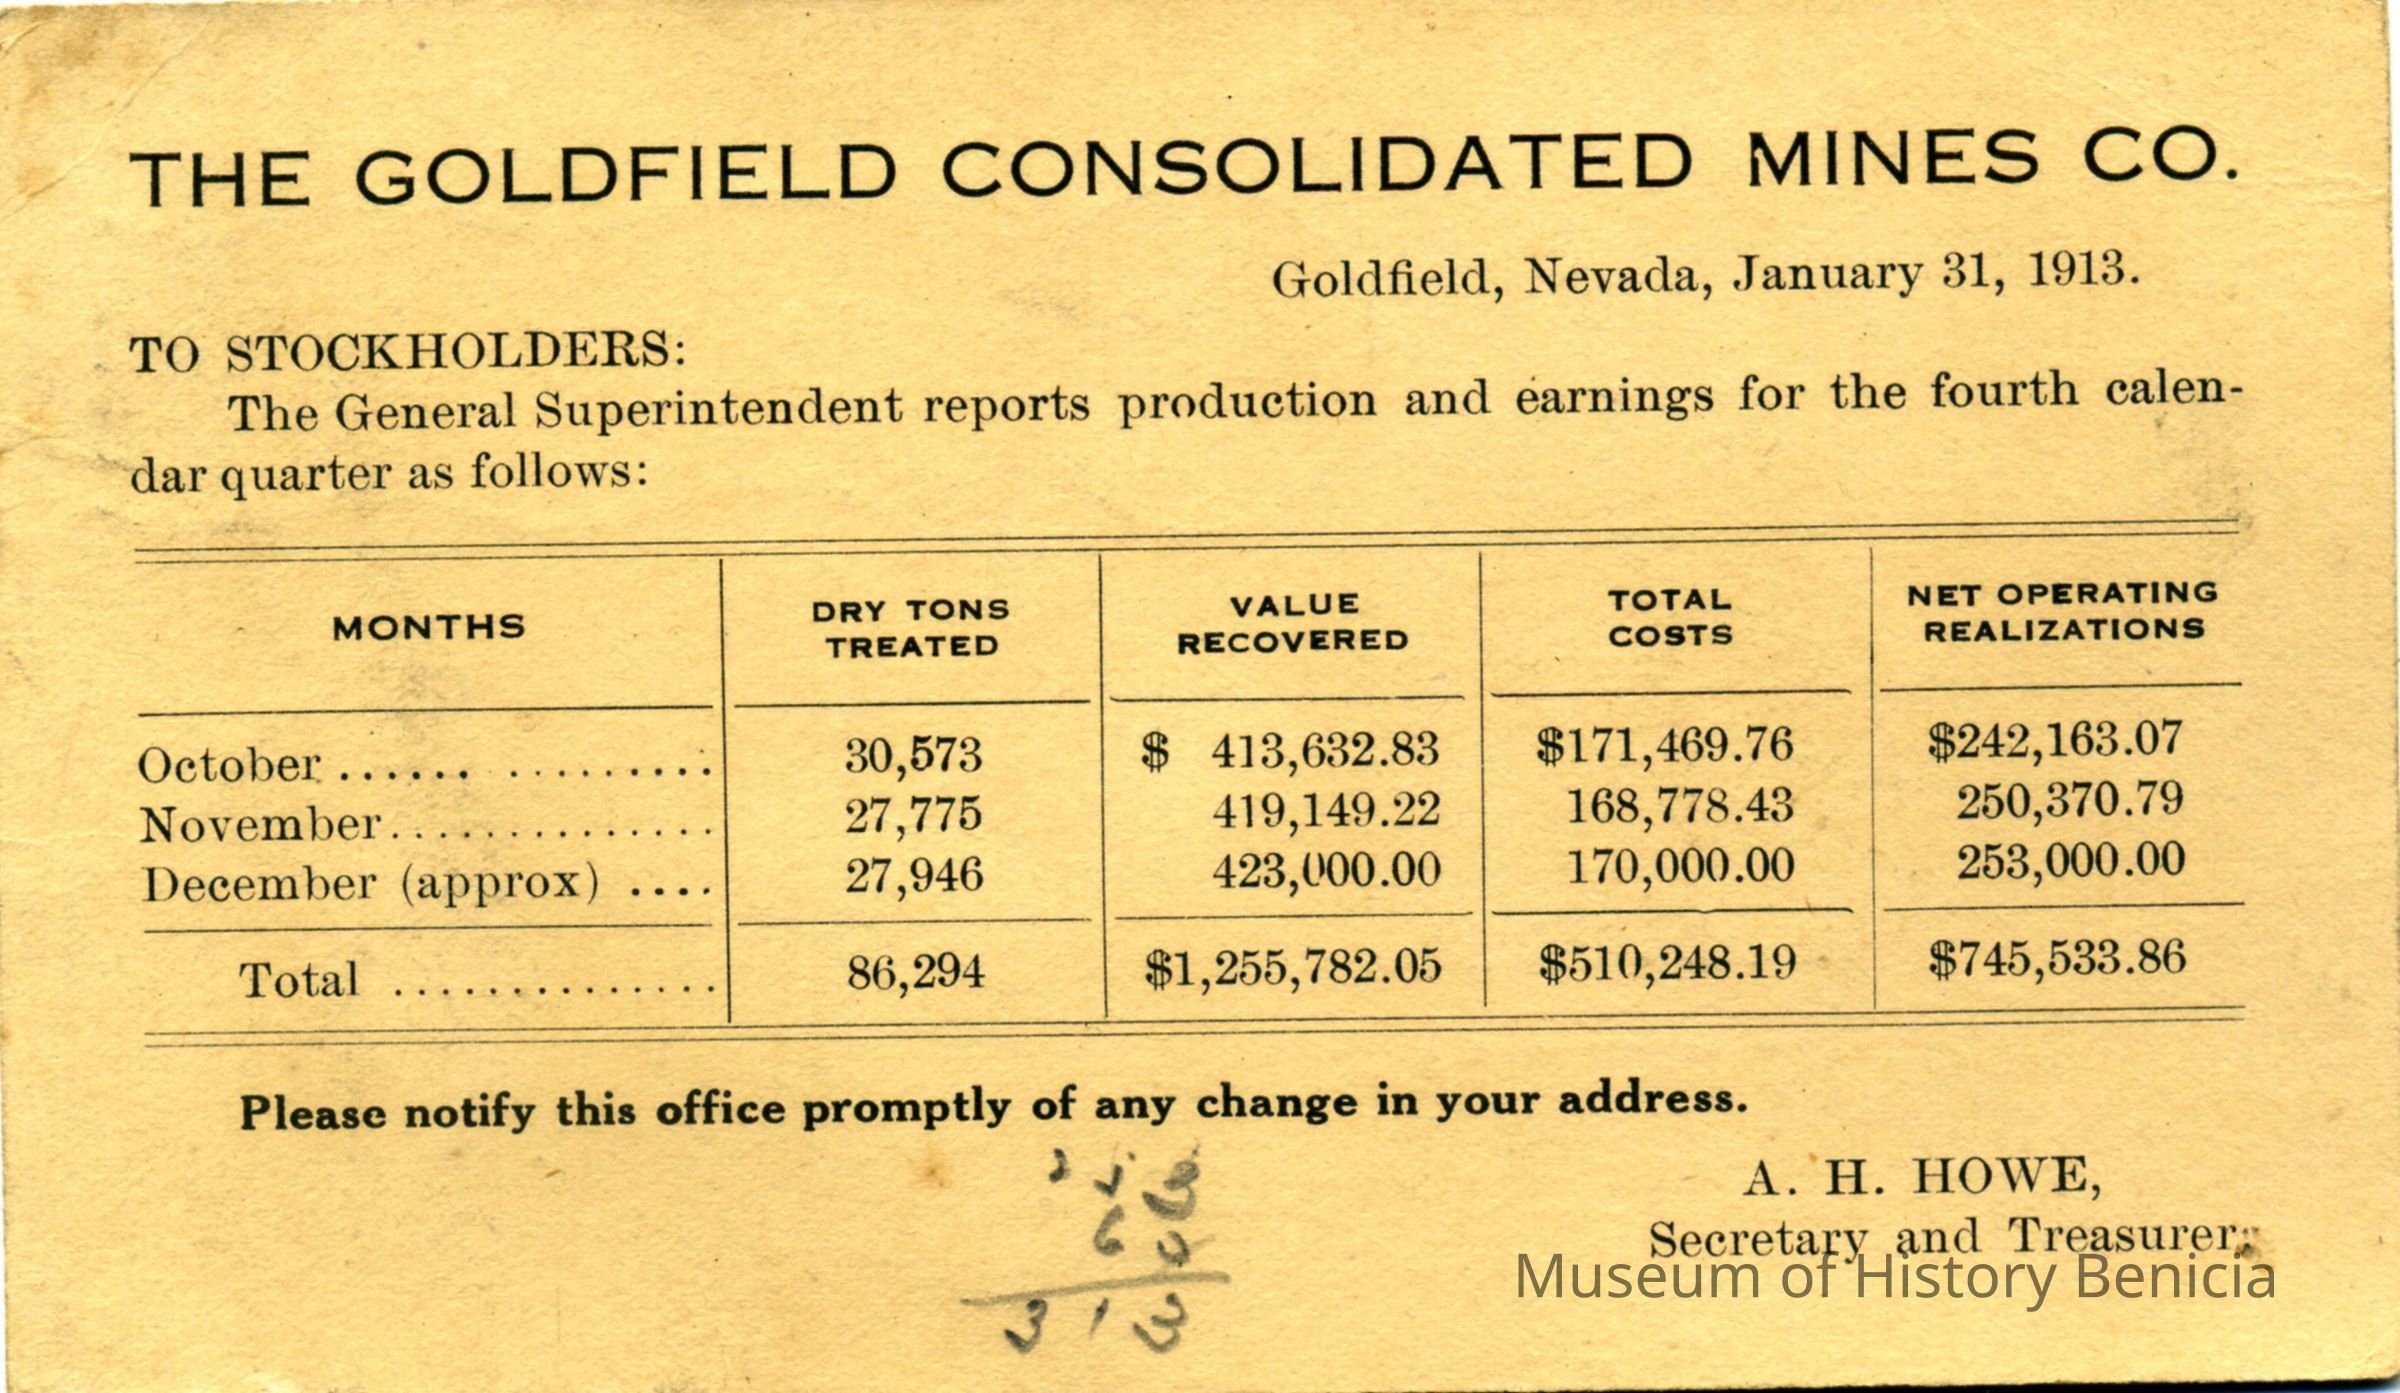 THE GOLDFIELD CONSOLIDATED MINES CO.
Goldfield, Nevada, January 31, 1913.
TO STOCKHOLDERS:
The General Superintendent reports production and earnings for the fourth calen-
dar quarter as follows:
MONTHS DRY TONS TREATED VALUE RECOVERED TOTAL COSTS NET OPERATING REALIZATIONS
October ...... ......... 30,573 $ 413,632.83 $171,469.76 $242,163.07
November.............. 27,775 419,149.22 168,778.43 250,370.79
December (approx) .... 27,946 423,000.00 170,000.00 253,000.00
Total .............. 86,294 $1,255,782.05 $510,248.19 $745,533.86
Please notify this office promptly of any change in your address.
A. H. HOWE,
Secretary and Treasurer.
Museum of History Benicia